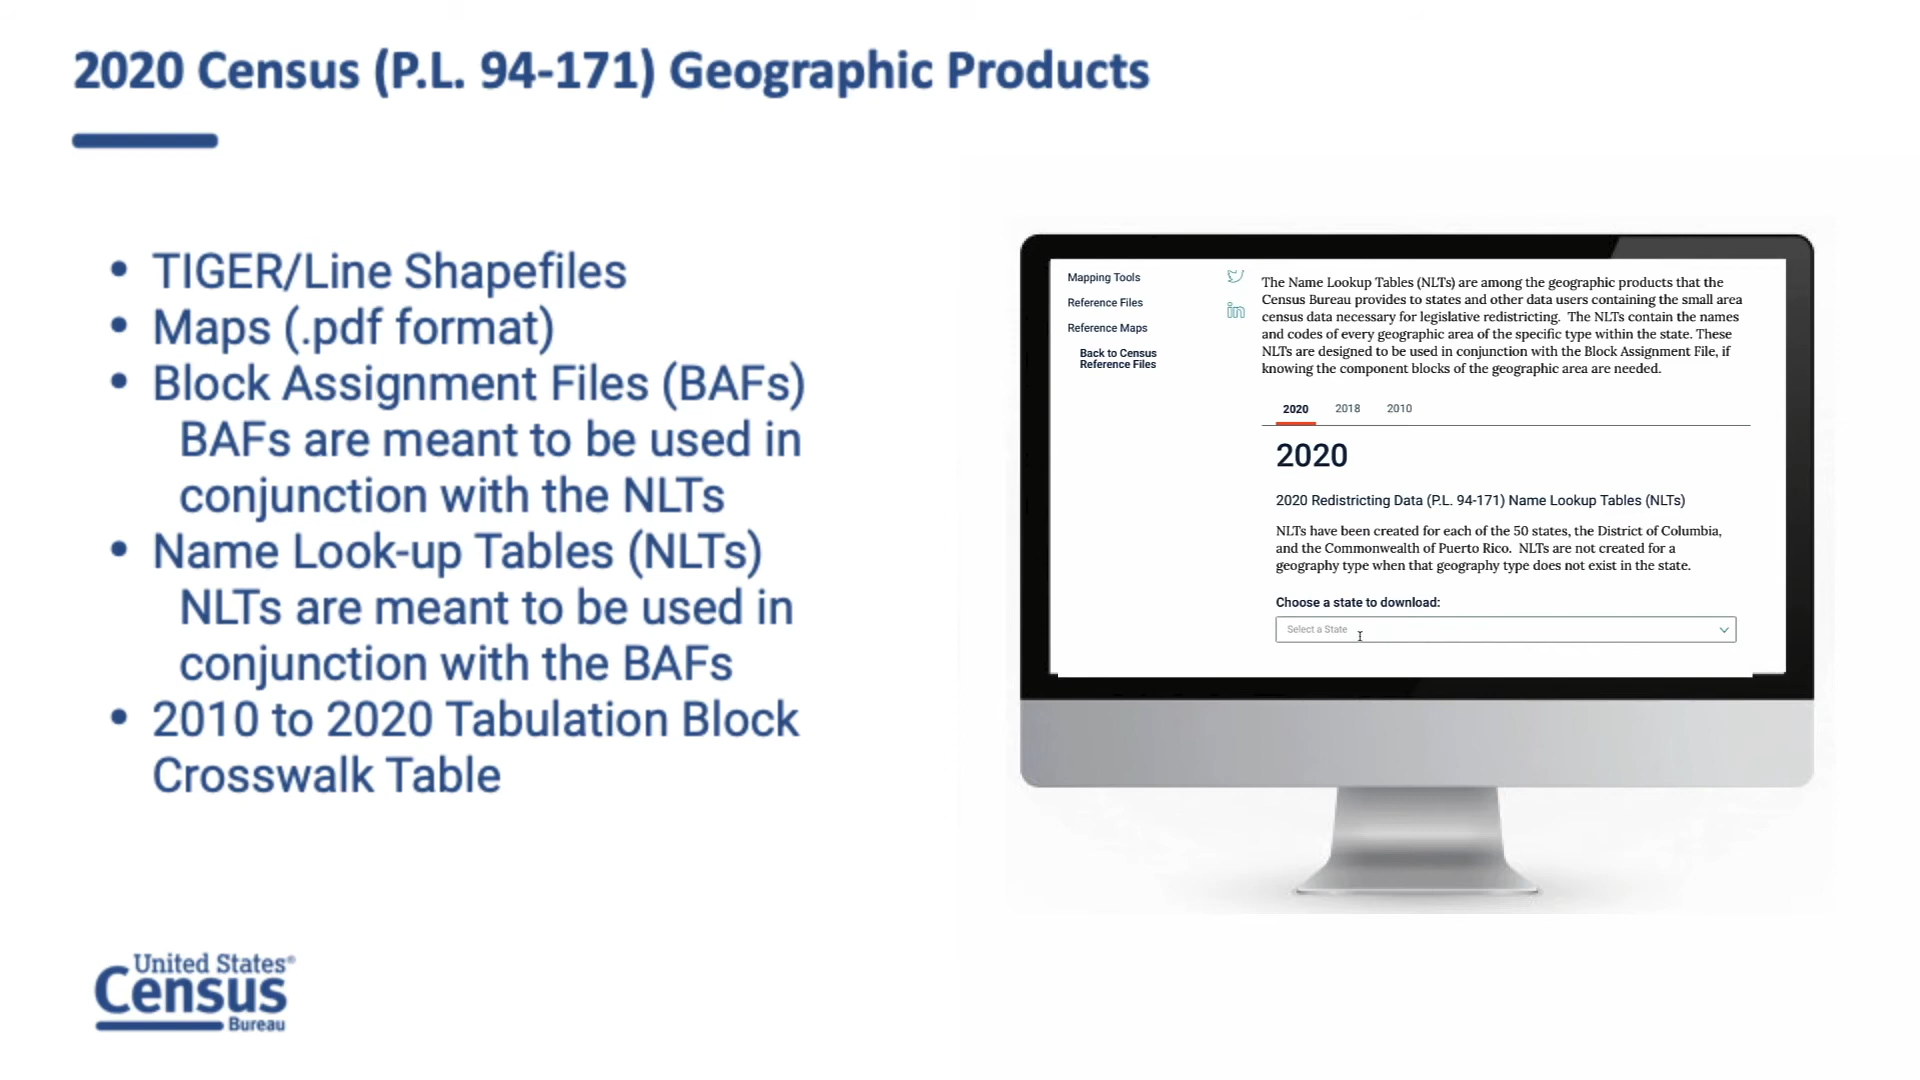 2020 Census (P.L. 94-171) Geographic Products
• TIGER/Line Shapefiles
• Maps (.pdf format)
• Block Assignment Files (BAFs)
BAFs are meant to be used in
conjunction with the NLTs
• Name Look-up Tables (NLTs)
NLTs are meant to be used in
conjunction with the BAFs
• 2010 to 2020 Tabulation Block
Crosswalk Table
Mapping Tools
Reference Files
Reference Maps
Back to Census
Reference Files
in
The Name Lookup Tables (NLTs) are among the geographic products that the
Census Bureau provides to states and other data users containing the small area
census data necessary for legislative redistricting. The NLTs contain the names
and codes of every geographic area of the specific type within the state. These
NLTs are designed to be used in conjunction with the Block Assignment File, if
knowing the component blocks of the geographic area are needed.
2020 2018 2010
2020
2020 Redistricting Data (P.L. 94-171) Name Lookup Tables (NLTs)
NLTs have been created for each of the 50 states, the District of Columbia,
and the Commonwealth of Puerto Rico. NLTs are not created for a
geography type when that geography type does not exist in the state.
Choose a state to download:
Select a State
United States®
Census
Bureau